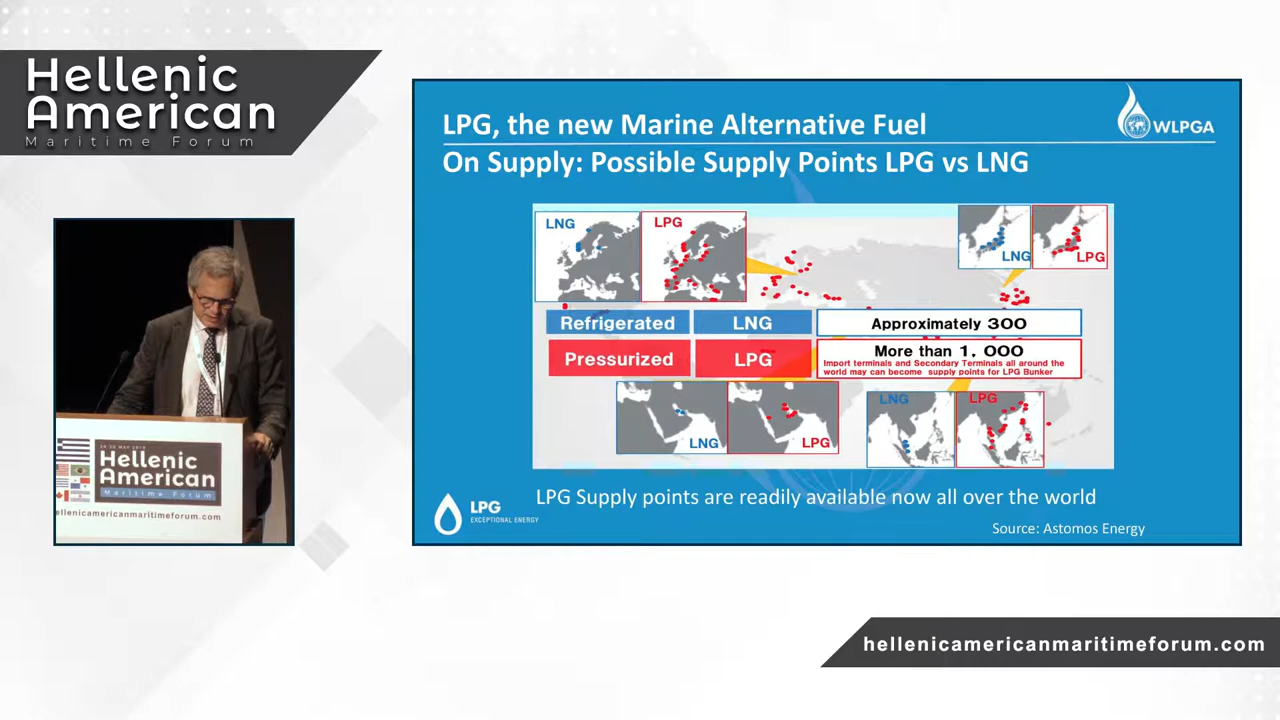 Hellenic
American
Maritime Forum
LPG, the new Marine Alternative Fuel
WLPGA
On Supply: Possible Supply Points LPG vs LNG
LNG
LPG
LNG
LPG
Refrigerated
LNG
Approximately 300
Pressurized
LPG
More than 1, 000
Import terminals and Secondary Terminals all around the
world may can become supply points for LPG Bunker
LNG
LPG
LNG
LPG
LPG Supply points are readily available now all over the world
LPG
EXCEPTIONAL ENERGY
Source: Astomos Energy
Hellenic
American
Maritime Forum
ellenicamericanmaritimeforum.com
hellenicamericanmaritimeforum.com